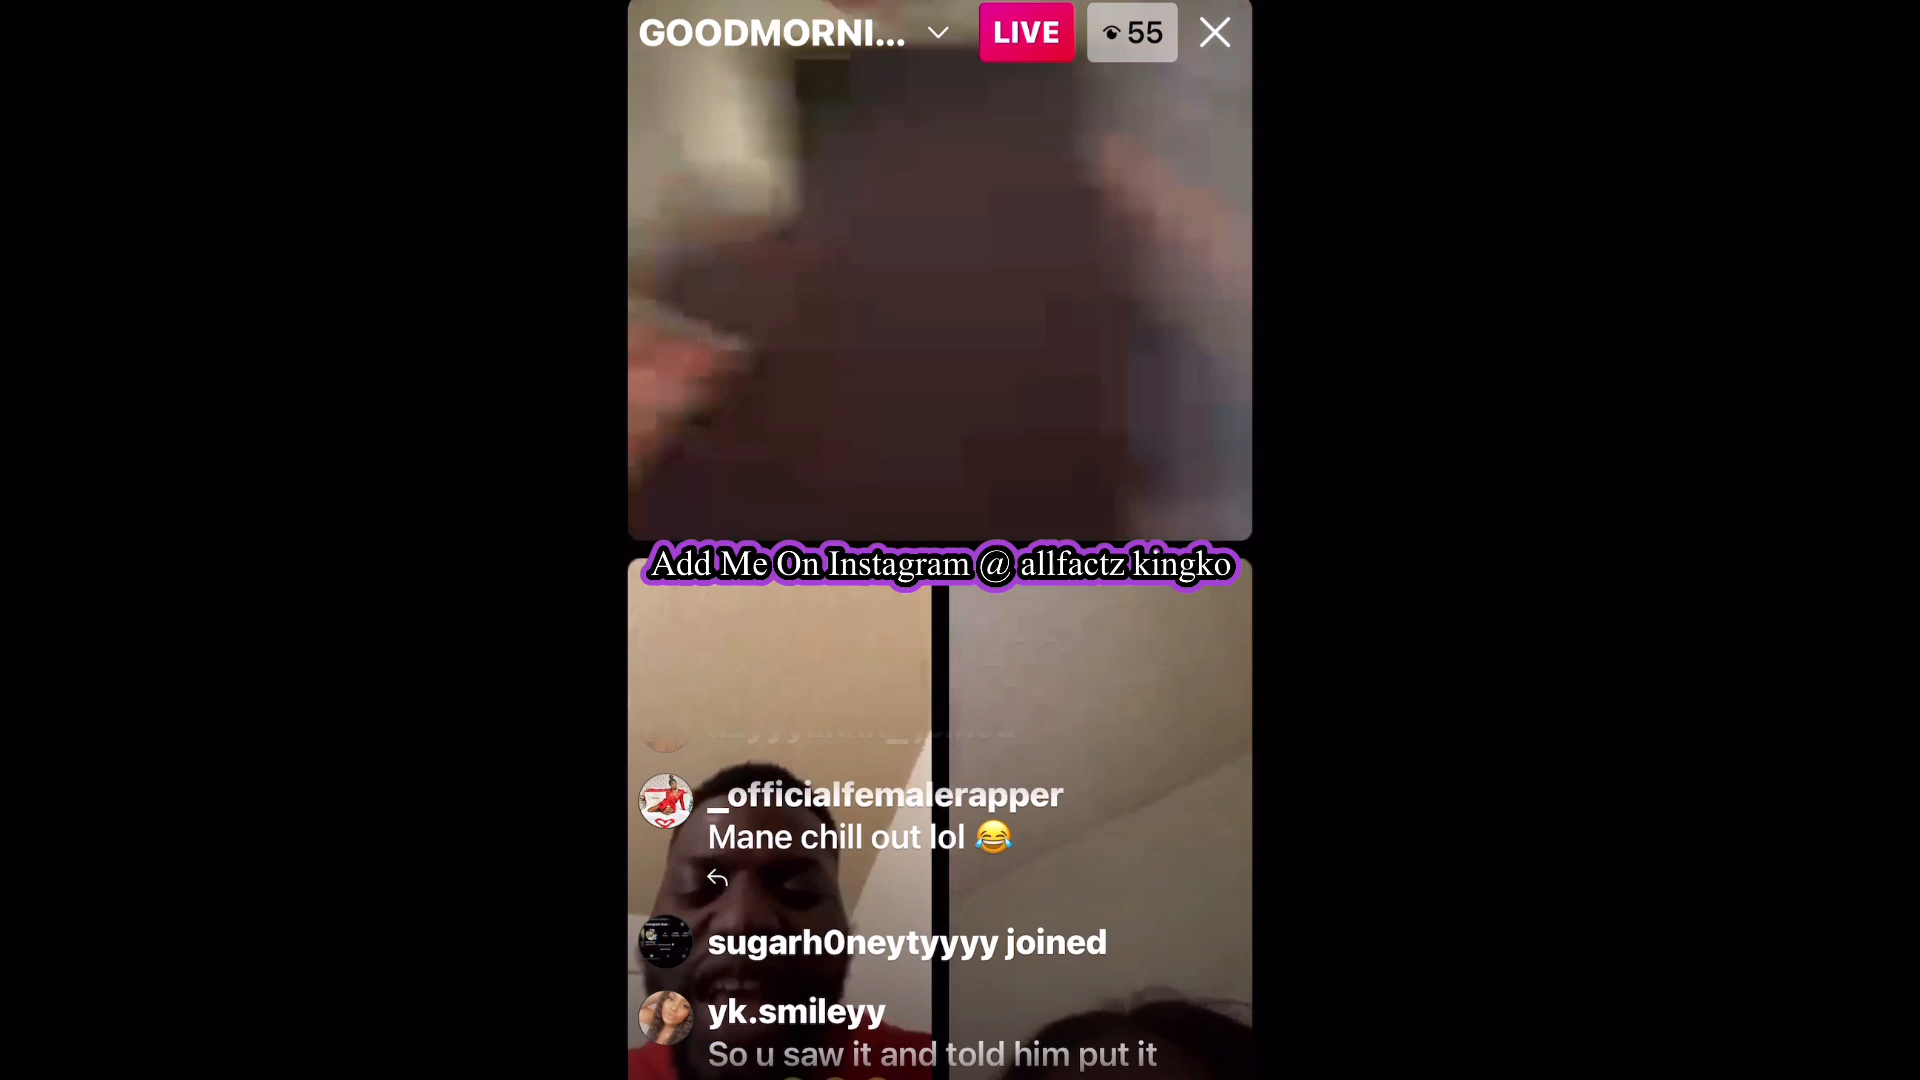 GOODMORNI...
LIVE
55
Add Me On Instagram @ allfactz kingko
_officialfemalerapper
Mane chill out lol 😂
sugarh0neytyyyy joined
yk.smileyy
So u saw it and told him put it